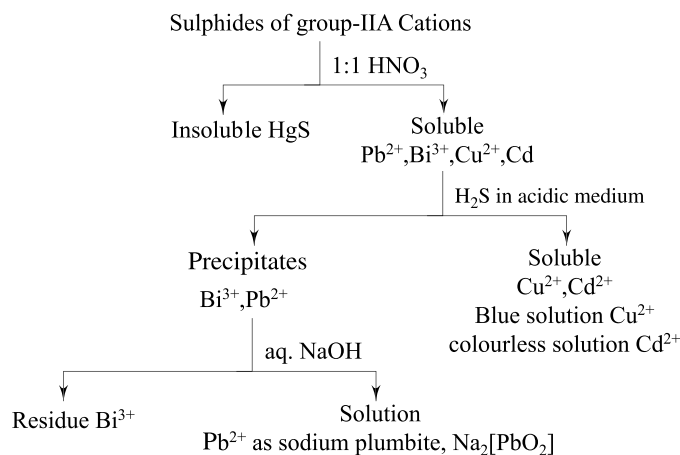 Sulphides of group-IIA Cations
1:1 HNO₃
Insoluble HgS
Soluble
Pb²⁺,Bi³⁺,Cu²⁺,Cd
H₂S in acidic medium
Precipitates
Bi³⁺,Pb²⁺
Soluble
Cu²⁺,Cd²⁺
Blue solution Cu²⁺
colourless solution Cd²⁺
aq. NaOH
Residue Bi³⁺
Solution
Pb²⁺ as sodium plumbite, Na₂[PbO₂]